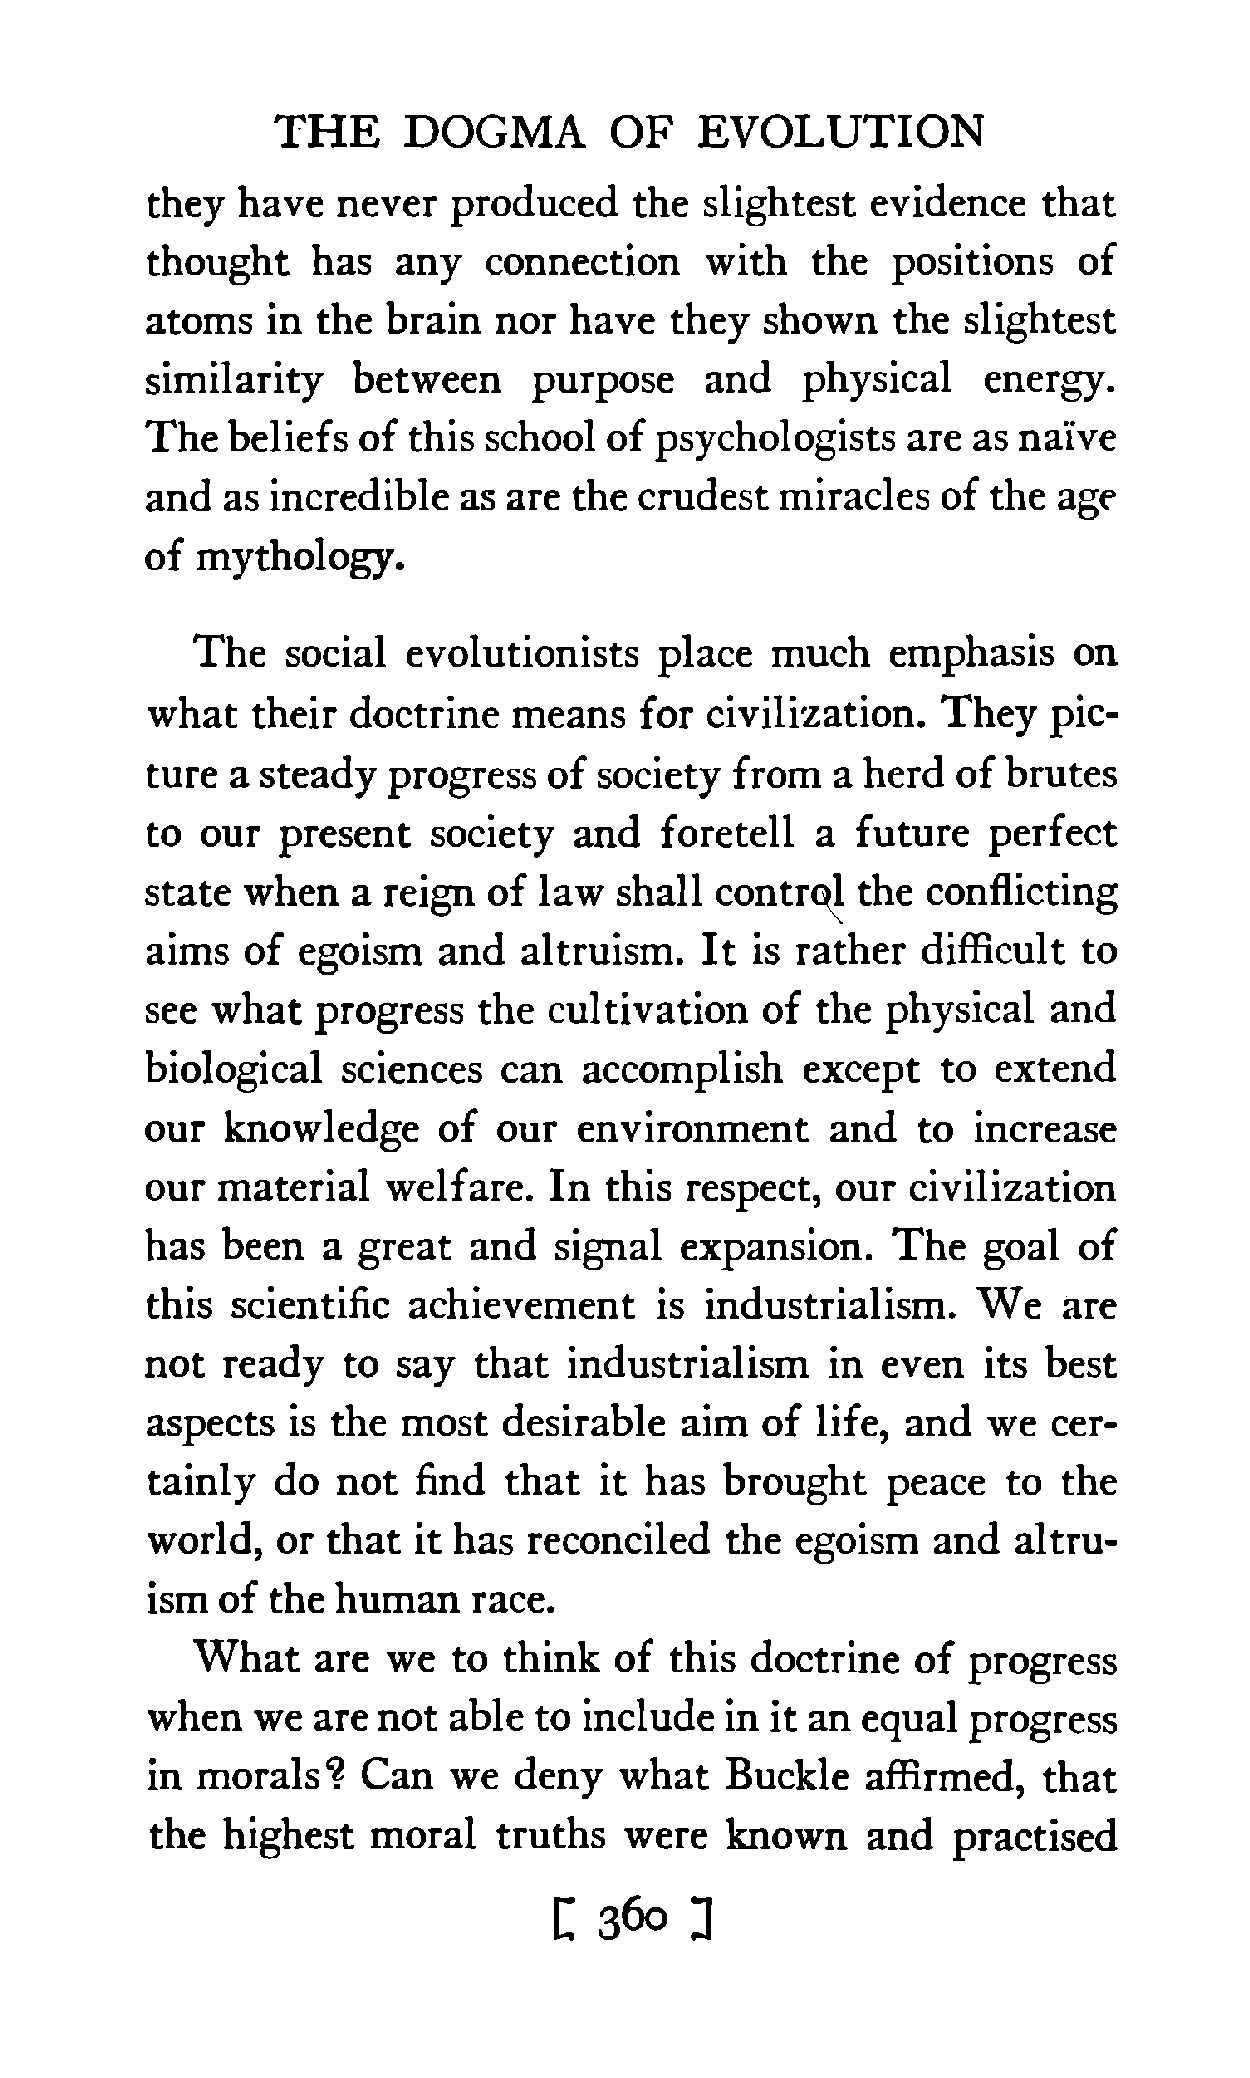 THE DOGMA OF EVOLUTION
they have never produced the slightest evidence that
thought has any connection with the positions of
atoms in the brain nor have they shown the slightest
similarity between purpose and physical energy.
The beliefs of this school of psychologists are as naïve
and as incredible as are the crudest miracles of the age
of mythology.
The social evolutionists place much emphasis on
what their doctrine means for civilization. They pic-
ture a steady progress of society from a herd of brutes
to our present society and foretell a future perfect
state when a reign of law shall control the conflicting
aims of egoism and altruism. It is rather difficult to
see what progress the cultivation of the physical and
biological sciences can accomplish except to extend
our knowledge of our environment and to increase
our material welfare. In this respect, our civilization
has been a great and signal expansion. The goal of
this scientific achievement is industrialism. We are
not ready to say that industrialism in even its best
aspects is the most desirable aim of life, and we cer-
tainly do not find that it has brought peace to the
world, or that it has reconciled the egoism and altru-
ism of the human race.
What are we to think of this doctrine of progress
when we are not able to include in it an equal progress
in morals? Can we deny what Buckle affirmed, that
the highest moral truths were known and practised
[ 360 ]